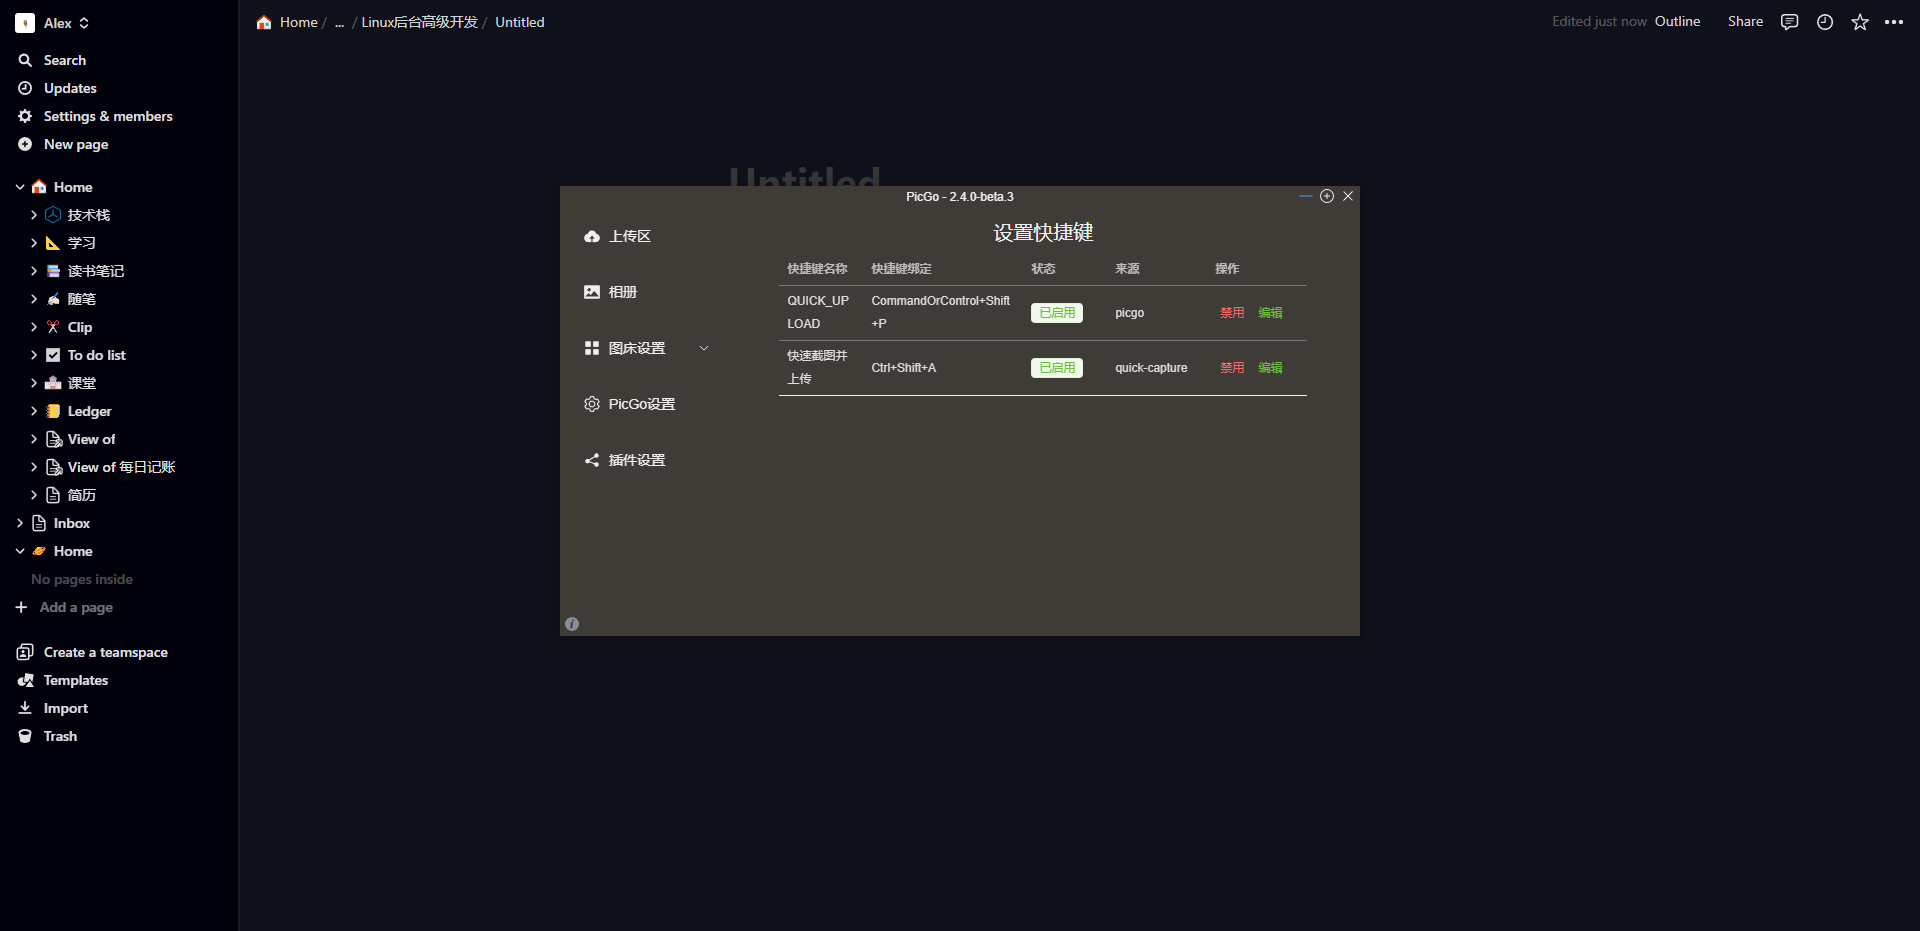 Alex
Search
Updates
Settings & members
New page
Home
技术栈
学习
读书笔记
随笔
Clip
To do list
课堂
Ledger
View of
View of 每日记账
简历
Inbox
Home
No pages inside
Add a page
Create a teamspace
Templates
Import
Trash
Home / ... / Linux后台高级开发 / Untitled
Edited just now Outline Share
Untitled
PicGo - 2.4.0-beta.3
上传区
相册
图床设置
PicGo设置
插件设置
设置快捷键
快捷键名称 快捷键绑定 状态 来源 操作
QUICK_UP
LOAD
CommandOrControl+Shift
+P
已启用 picgo 禁用 编辑
快速截图并
上传
Ctrl+Shift+A 已启用 quick-capture 禁用 编辑